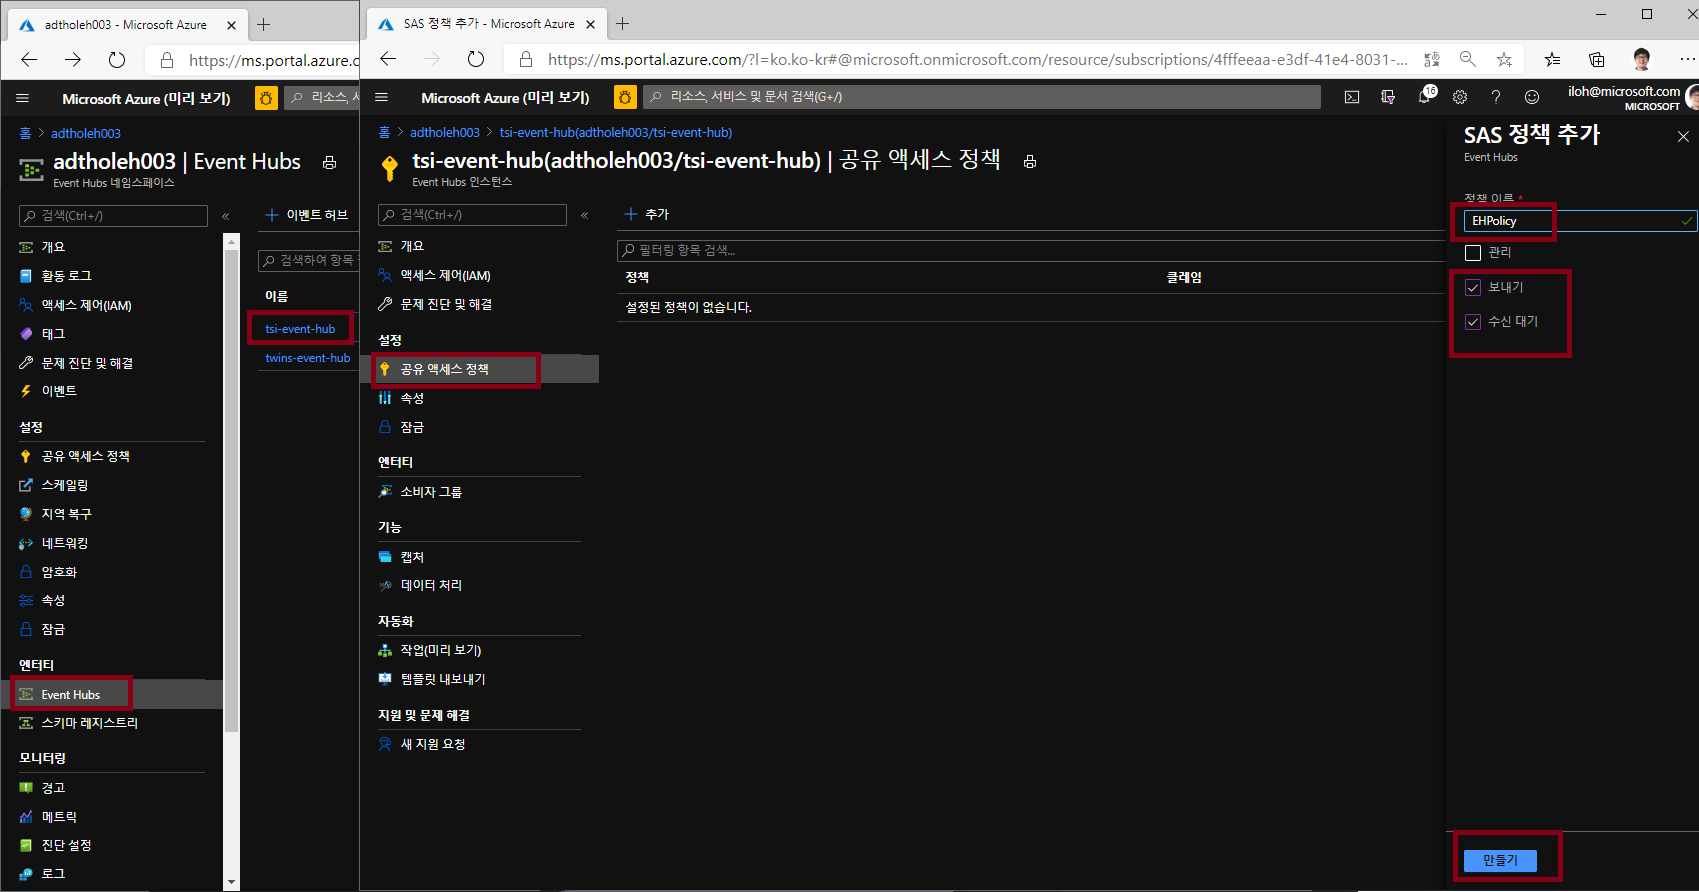 adtholeh003 - Microsoft Azure
https://ms.portal.azure.c
Microsoft Azure (미리 보기)
리소스, 서
홈 > adtholeh003
adtholeh003 | Event Hubs
Event Hubs 네임스페이스
검색(Ctrl+/)
«
개요
활동 로그
액세스 제어(IAM)
태그
문제 진단 및 해결
이벤트
설정
공유 액세스 정책
스케일링
지역 복구
네트워킹
암호화
속성
잠금
엔터티
Event Hubs
스키마 레지스트리
모니터링
경고
메트릭
진단 설정
로그
+ 이벤트 허브
검색하여 항목
이름
tsi-event-hub
twins-event-hub
SAS 정책 추가 - Microsoft Azure
https://ms.portal.azure.com/?l=ko.ko-kr#@microsoft.onmicrosoft.com/resource/subscriptions/4fffeeaa-e3df-41e4-8031-...
Microsoft Azure (미리 보기)
리소스, 서비스 및 문서 검색(G+/)
16
iloh@microsoft.com
MICROSOFT
홈 > adtholeh003 > tsi-event-hub(adtholeh003/tsi-event-hub)
tsi-event-hub(adtholeh003/tsi-event-hub) | 공유 액세스 정책
Event Hubs 인스턴스
검색(Ctrl+/)
«
개요
액세스 제어(IAM)
문제 진단 및 해결
설정
공유 액세스 정책
속성
잠금
엔터티
소비자 그룹
기능
캡처
데이터 처리
자동화
작업(미리 보기)
템플릿 내보내기
지원 및 문제 해결
새 지원 요청
+ 추가
필터링 항목 검색...
정책 클레임
설정된 정책이 없습니다.
SAS 정책 추가
Event Hubs
정책 이름 *
EHPolicy
관리
보내기
수신 대기
만들기